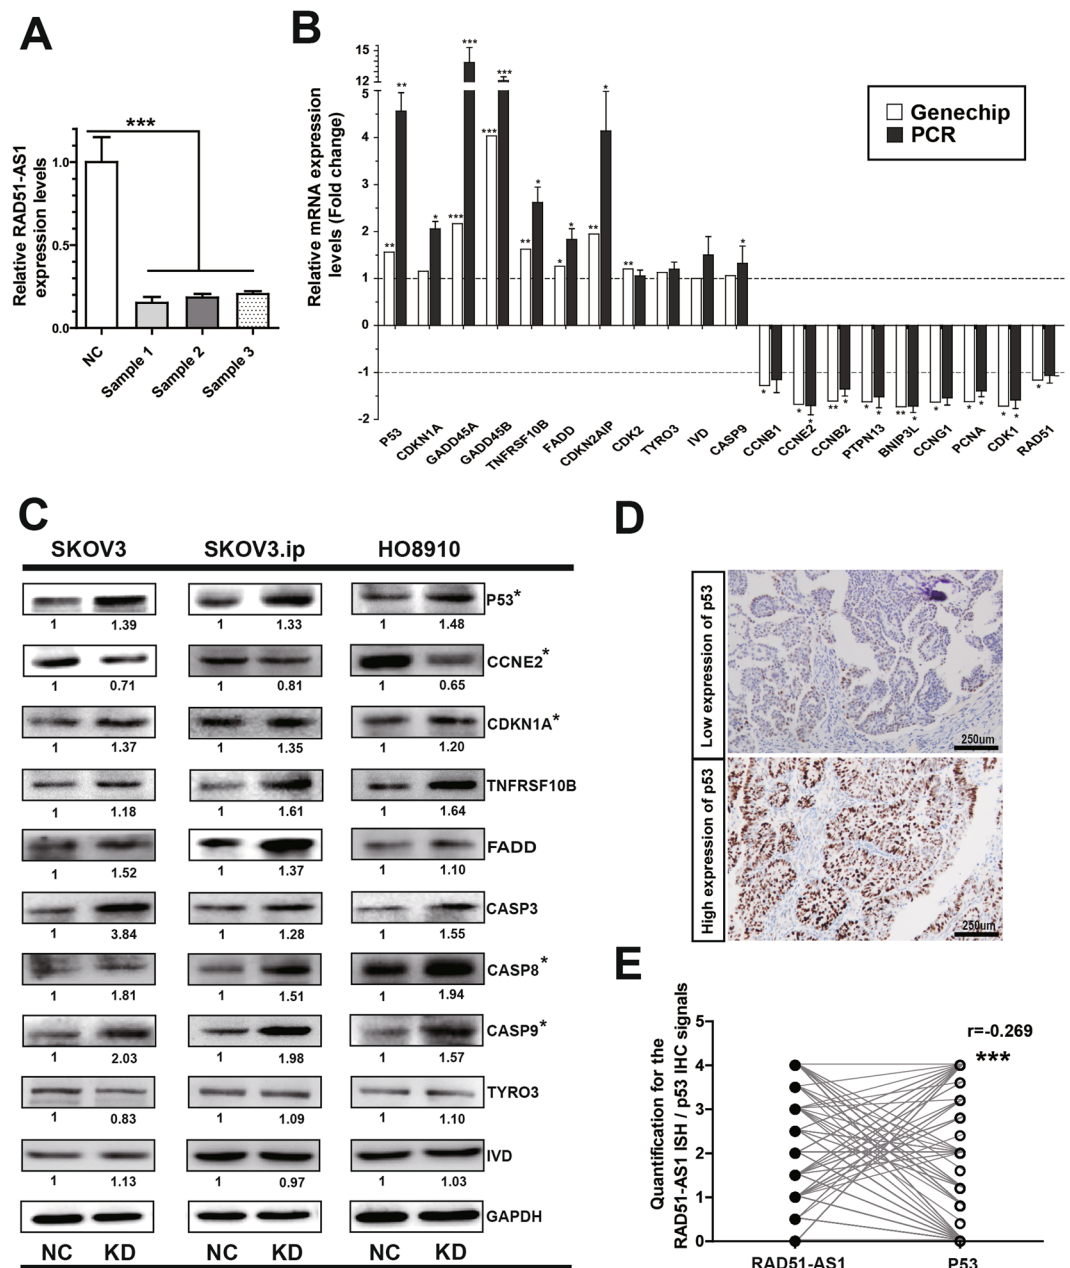 A
Relative RAD51-AS1
expression levels
1.0
0.5
0.0
***
NC
Sample 1
Sample 2
Sample 3
B
Relative mRNA expression
levels (Fold change)
15
12
5
4
3
2
1
0
-1
-2
** ** * *** *** *** *** ** * * * ** * ** *
* * * ** * * * ** * * * * * * *
Genechip
PCR
P53
CDKN1A
GADD45A
GADD45B
TNFRSF10B
FADD
CDKN2AIP
CDK2
TYRO3
IVD
CASP9
CCNB1
CCNE2
CCNB2
PTPN13
BNIP3L
CCNG1
PCNA
CDK1
RAD51
C
SKOV3 SKOV3.ip HO8910
P53*
1 1.39 1 1.33 1 1.48
CCNE2*
1 0.71 1 0.81 1 0.65
CDKN1A*
1 1.37 1 1.35 1 1.20
TNFRSF10B
1 1.18 1 1.61 1 1.64
FADD
1 1.52 1 1.37 1 1.10
CASP3
1 3.84 1 1.28 1 1.55
CASP8*
1 1.81 1 1.51 1 1.94
CASP9*
1 2.03 1 1.98 1 1.57
TYRO3
1 0.83 1 1.09 1 1.10
IVD
1 1.13 1 0.97 1 1.03
GAPDH
NC KD NC KD NC KD
D
Low expression of p53
250um
High expression of p53
250um
E
Quantification for the
RAD51-AS1 ISH / p53 IHC signals
5
4
3
2
1
0
r=-0.269
***
RAD51-AS1 P53